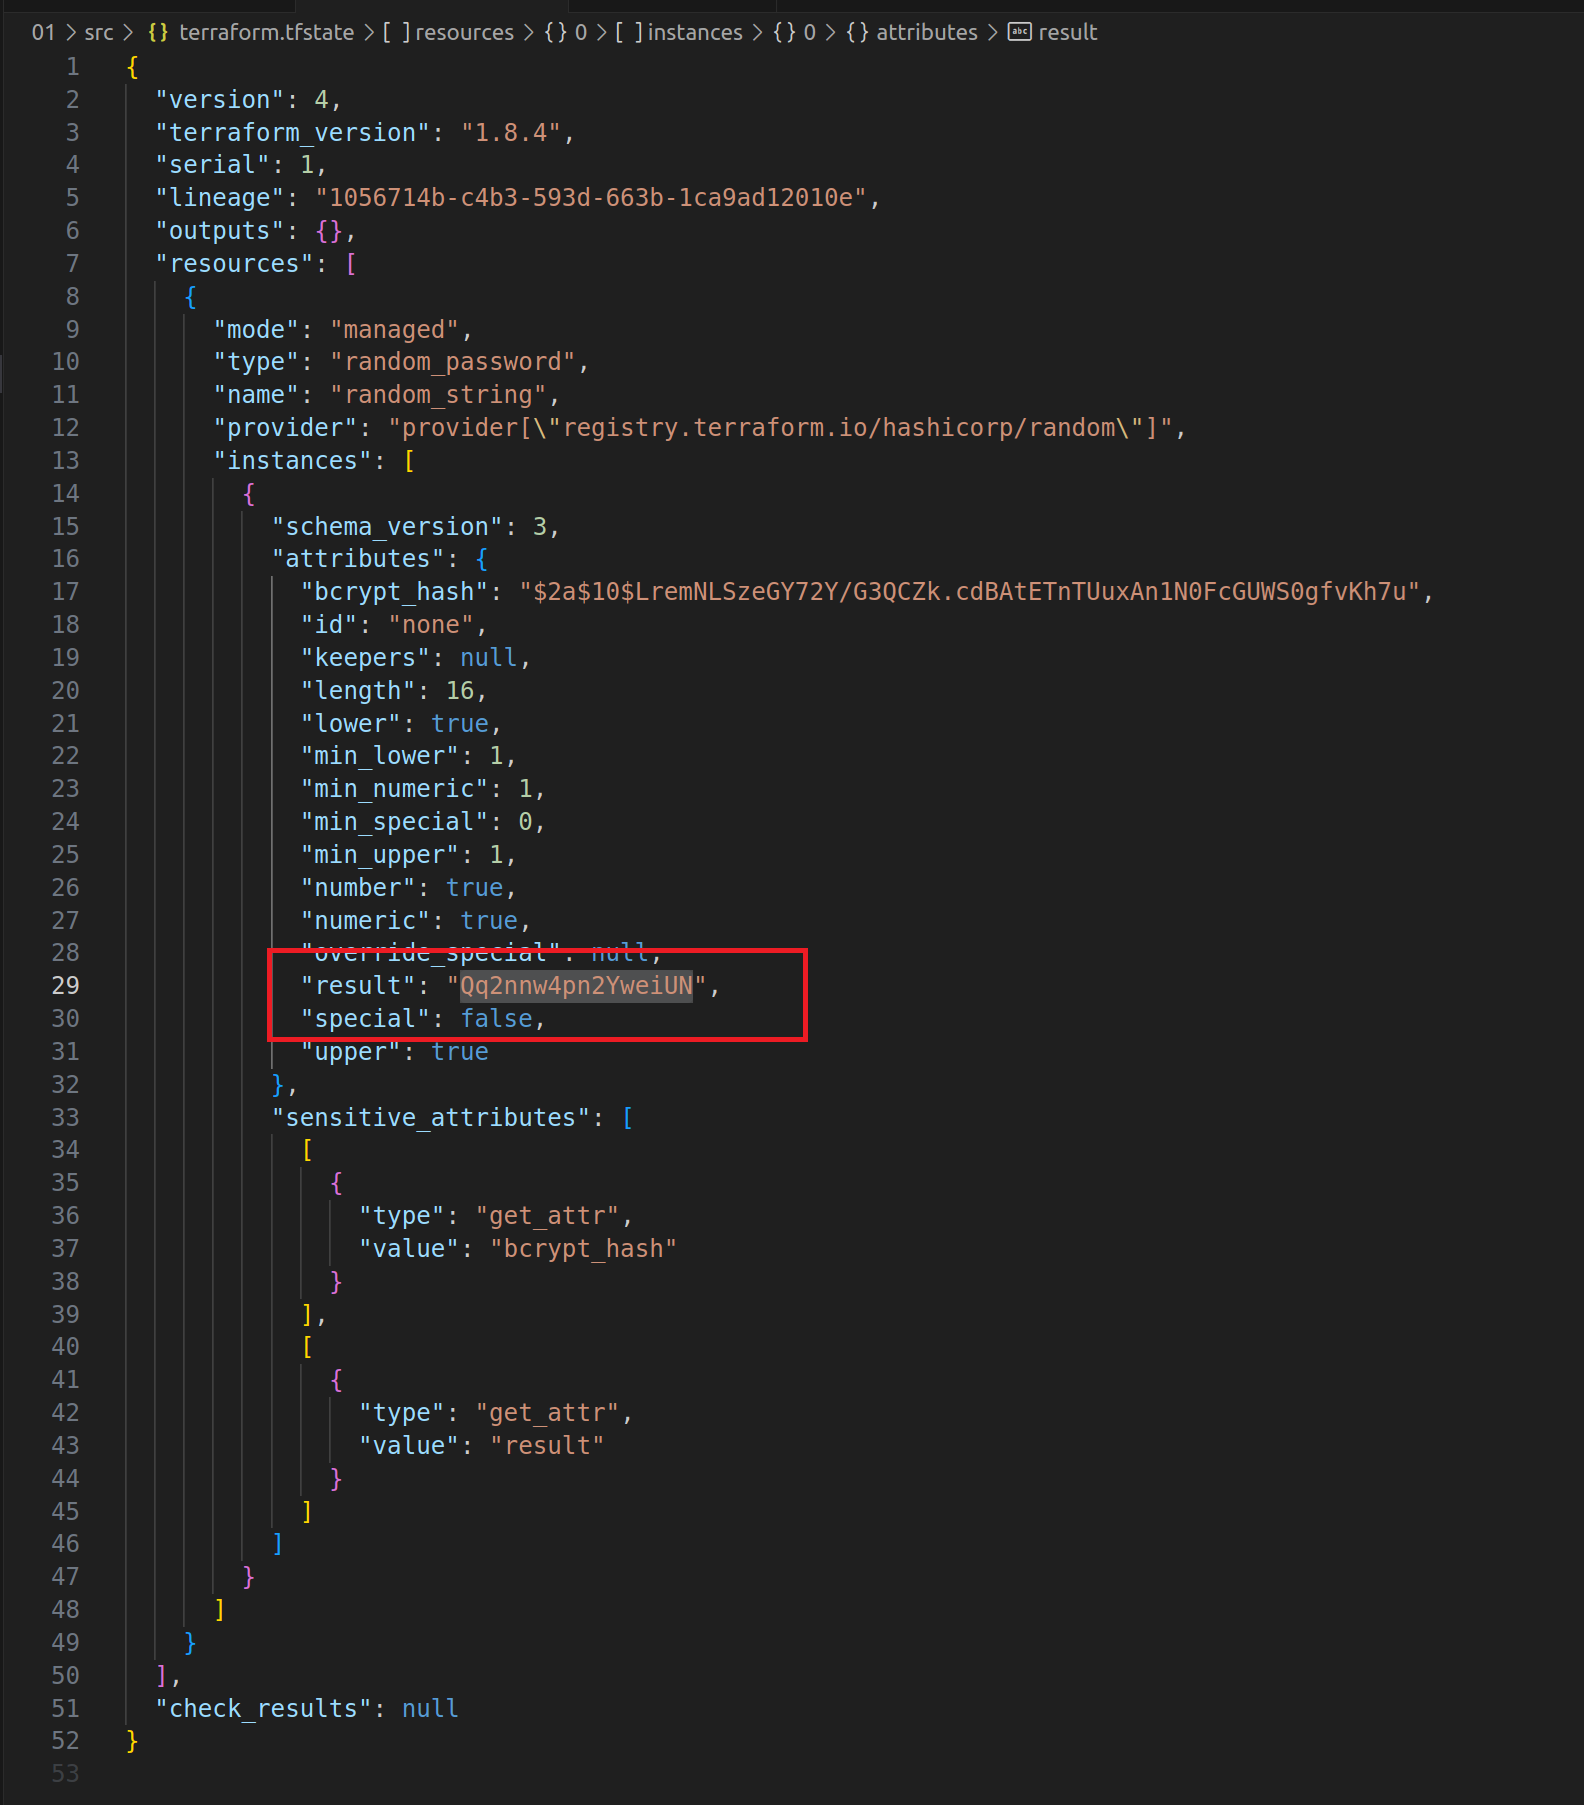 01 > src > {} terraform.tfstate > [ ] resources > {} 0 > [ ] instances > {} 0 > {} attributes > abc result
1 {
2 "version": 4,
3 "terraform_version": "1.8.4",
4 "serial": 1,
5 "lineage": "1056714b-c4b3-593d-663b-1ca9ad12010e",
6 "outputs": {},
7 "resources": [
8 {
9 "mode": "managed",
10 "type": "random_password",
11 "name": "random_string",
12 "provider": "provider[\"registry.terraform.io/hashicorp/random\"]",
13 "instances": [
14 {
15 "schema_version": 3,
16 "attributes": {
17 "bcrypt_hash": "$2a$10$LremNLSzeGY72Y/G3QCZk.cdBAtETnTUuxAn1N0FcGUWS0gfvKh7u",
18 "id": "none",
19 "keepers": null,
20 "length": 16,
21 "lower": true,
22 "min_lower": 1,
23 "min_numeric": 1,
24 "min_special": 0,
25 "min_upper": 1,
26 "number": true,
27 "numeric": true,
28 "override_special": null,
29 "result": "Qq2nnw4pn2YweiUN",
30 "special": false,
31 "upper": true
32 },
33 "sensitive_attributes": [
34 [
35 {
36 "type": "get_attr",
37 "value": "bcrypt_hash"
38 }
39 ],
40 [
41 {
42 "type": "get_attr",
43 "value": "result"
44 }
45 ]
46 ]
47 }
48 ]
49 }
50 ],
51 "check_results": null
52 }
53